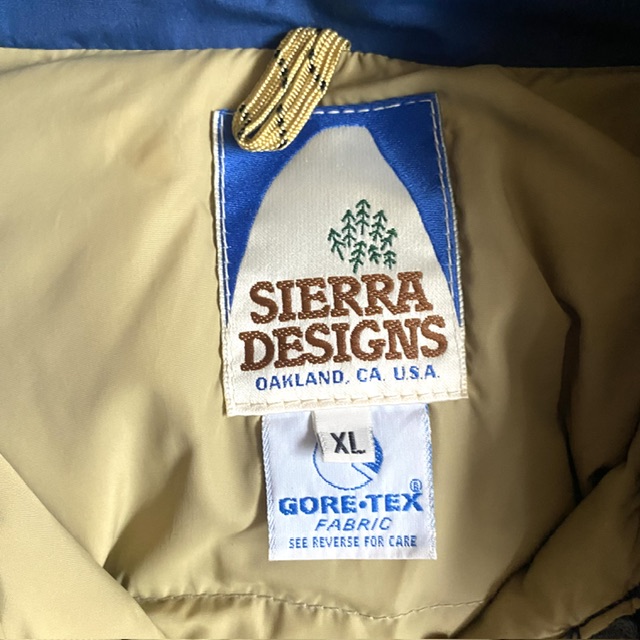 SIERRA
DESIGNS
OAKLAND, CA. U.S.A.
XL
GORE-TEX®
FABRIC
SEE REVERSE FOR CARE